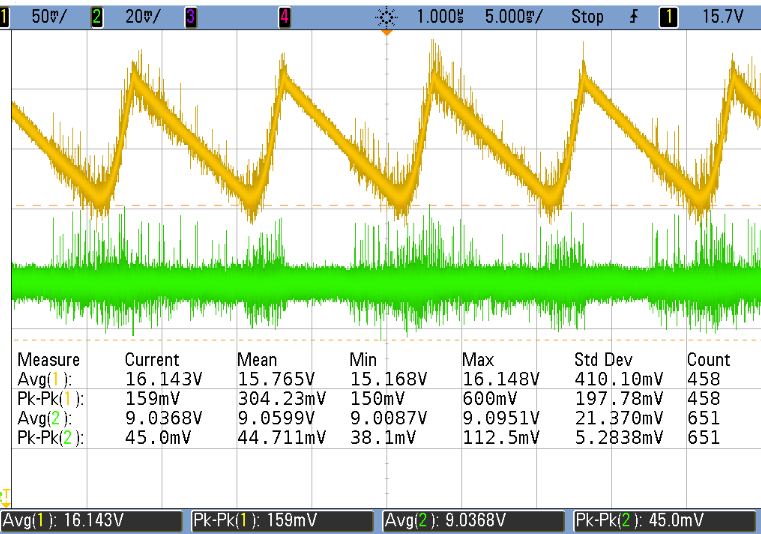 1 50mV/ 2 20mV/ 3 4 1.000s 5.000ms/ Stop 1 15.7V
Measure Current Mean Min Max Std Dev Count
Avg(1): 16.143V 15.765V 15.168V 16.148V 410.10mV 458
Pk-Pk(1): 159mV 304.23mV 150mV 600mV 197.78mV 458
Avg(2): 9.0368V 9.0599V 9.0087V 9.0951V 21.370mV 651
Pk-Pk(2): 45.0mV 44.711mV 38.1mV 112.5mV 5.2838mV 651
Avg(1): 16.143V Pk-Pk(1): 159mV Avg(2): 9.0368V Pk-Pk(2): 45.0mV